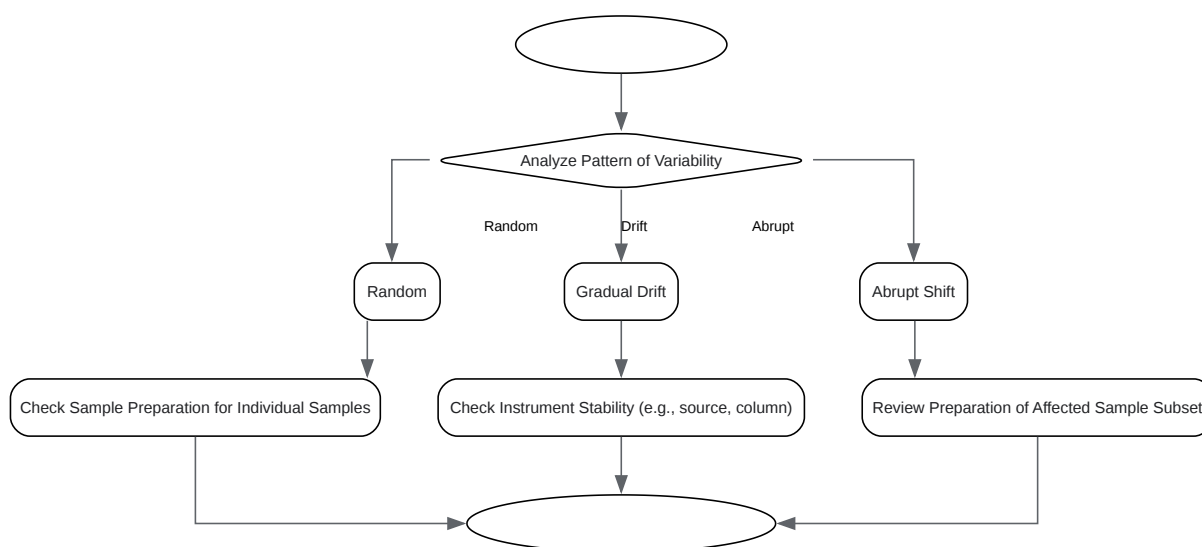 Analyze Pattern of Variability
Random
Drift
Abrupt
Random
Gradual Drift
Abrupt Shift
Check Sample Preparation for Individual Samples
Check Instrument Stability (e.g., source, column)
Review Preparation of Affected Sample Subset